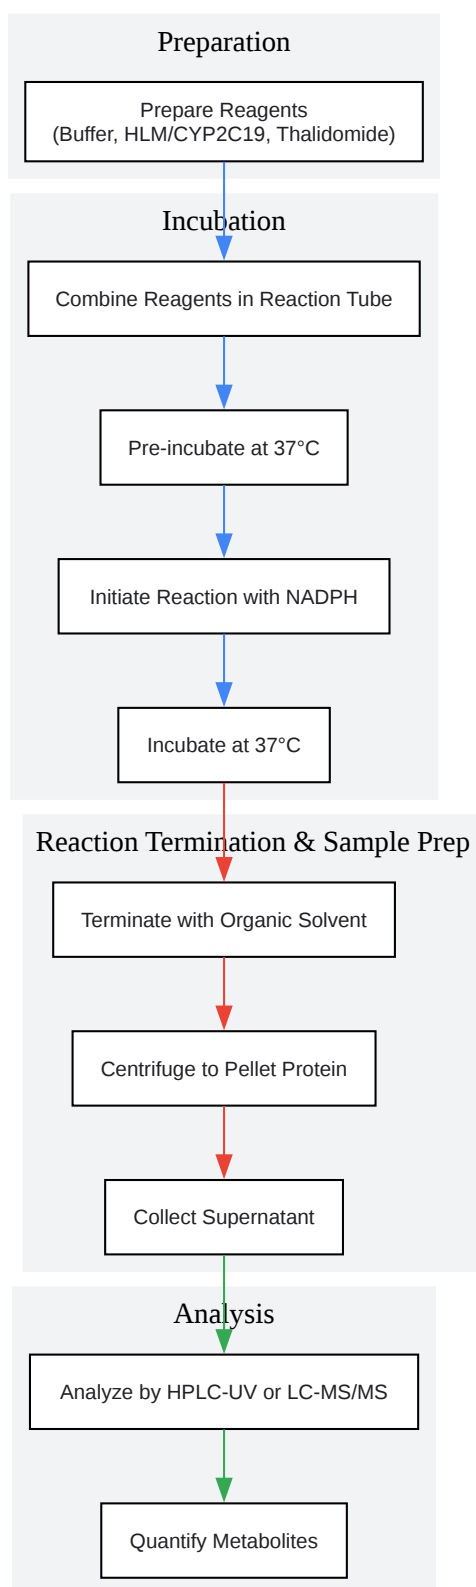 Preparation
Prepare Reagents
(Buffer, HLM/CYP2C19, Thalidomide)
Incubation
Combine Reagents in Reaction Tube
Pre-incubate at 37°C
Initiate Reaction with NADPH
Incubate at 37°C
Reaction Termination & Sample Prep
Terminate with Organic Solvent
Centrifuge to Pellet Protein
Collect Supernatant
Analysis
Analyze by HPLC-UV or LC-MS/MS
Quantify Metabolites